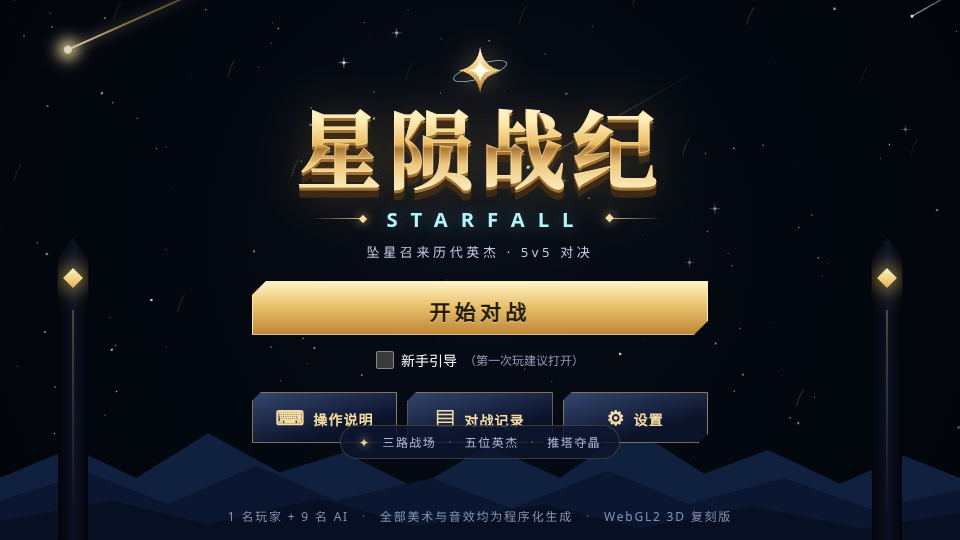 星陨战纪
STARFALL
坠星召来历代英杰 · 5v5 对决
开始对战
新手引导 （第一次玩建议打开）
操作说明 对战记录 设置
三路战场 · 五位英杰 · 推塔夺晶
1 名玩家 + 9 名 AI · 全部美术与音效均为程序化生成 · WebGL2 3D 复刻版